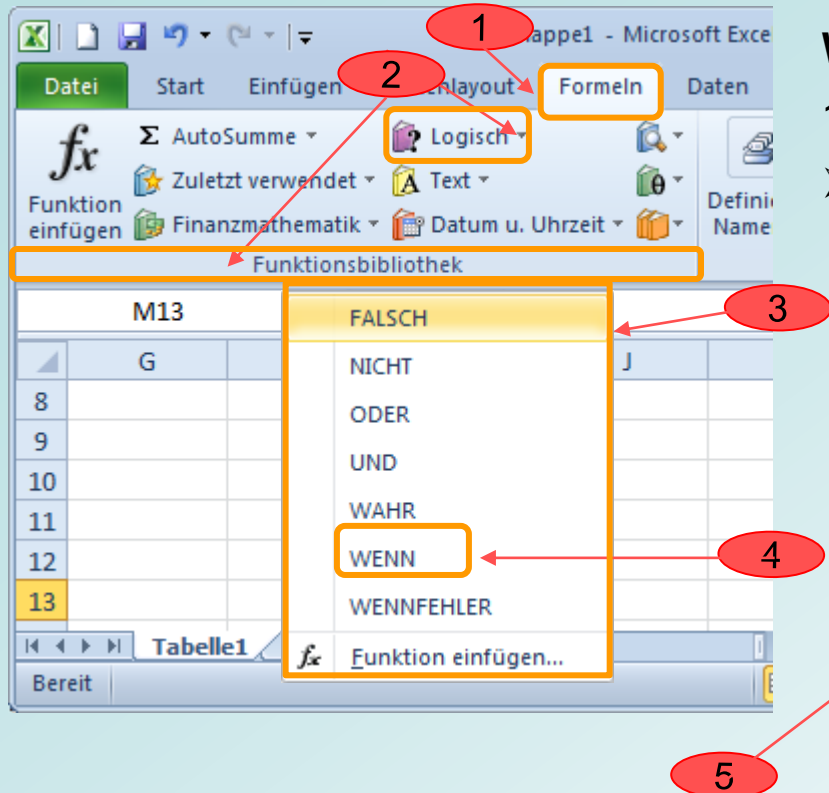 1
appe1 - Microsoft Exce
2
Datei Start Einfügen enlayout Formeln Daten
AutoSumme Logisch
Zuletzt verwendet Text
Finanzmathematik Datum u. Uhrzeit
Funktion
einfügen
Defini
Name
Funktionsbibliothek
M13
FALSCH
3
G J
NICHT
8
ODER
9
UND
10
WAHR
11
WENN
4
12
WENNFEHLER
13
Tabelle1
Funktion einfügen...
Bereit
5